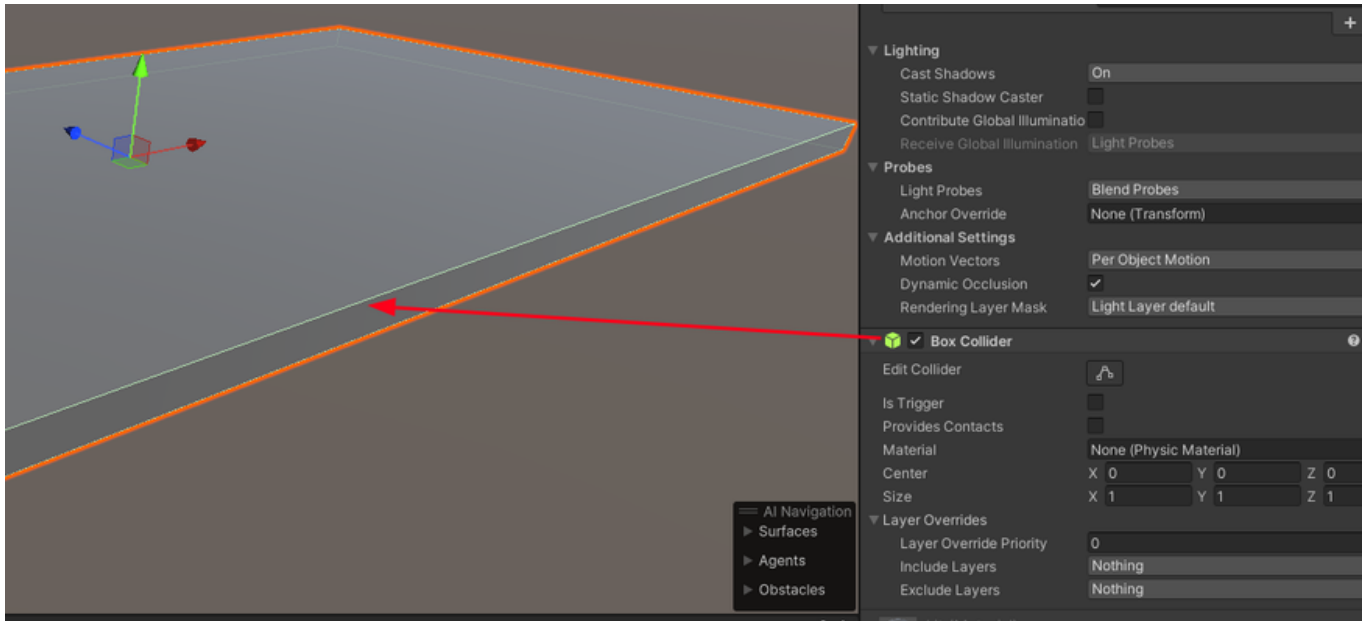 Lighting
Cast Shadows On
Static Shadow Caster
Contribute Global Illuminatio
Receive Global Illumination Light Probes
Probes
Light Probes Blend Probes
Anchor Override None (Transform)
Additional Settings
Motion Vectors Per Object Motion
Dynamic Occlusion
Rendering Layer Mask Light Layer default
Box Collider
Edit Collider
Is Trigger
Provides Contacts
Material None (Physic Material)
Center X 0 Y 0 Z 0
Size X 1 Y 1 Z 1
Layer Overrides
Layer Override Priority 0
Include Layers Nothing
Exclude Layers Nothing
AI Navigation
Surfaces
Agents
Obstacles